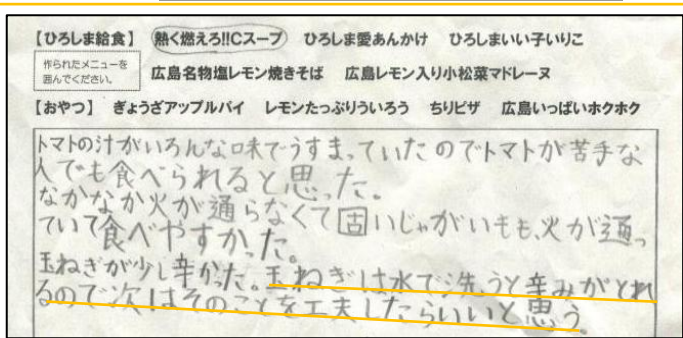 【ひろしま給食】 熱く燃えろ!!Cスープ ひろしま愛あんかけ ひろしまいい子いりこ
作られたメニューを
囲んでください。
広島名物塩レモン焼きそば 広島レモン入り小松菜マドレーヌ
【おやつ】 ぎょうざアップルパイ レモンたっぷりういろう ちりピザ 広島いっぱいホクホク
トマトの汁がいろんな味でうすまっていたのでトマトが苦手な
人でも食べられると思った。
なかなか火が通らなくて固いじゃがいもも、火が通っ
ていて食べやすかった。
玉ねぎが少し辛かった。玉ねぎは水で洗うと辛みがとれ
るので次はそのことを工夫したらいいと思う。